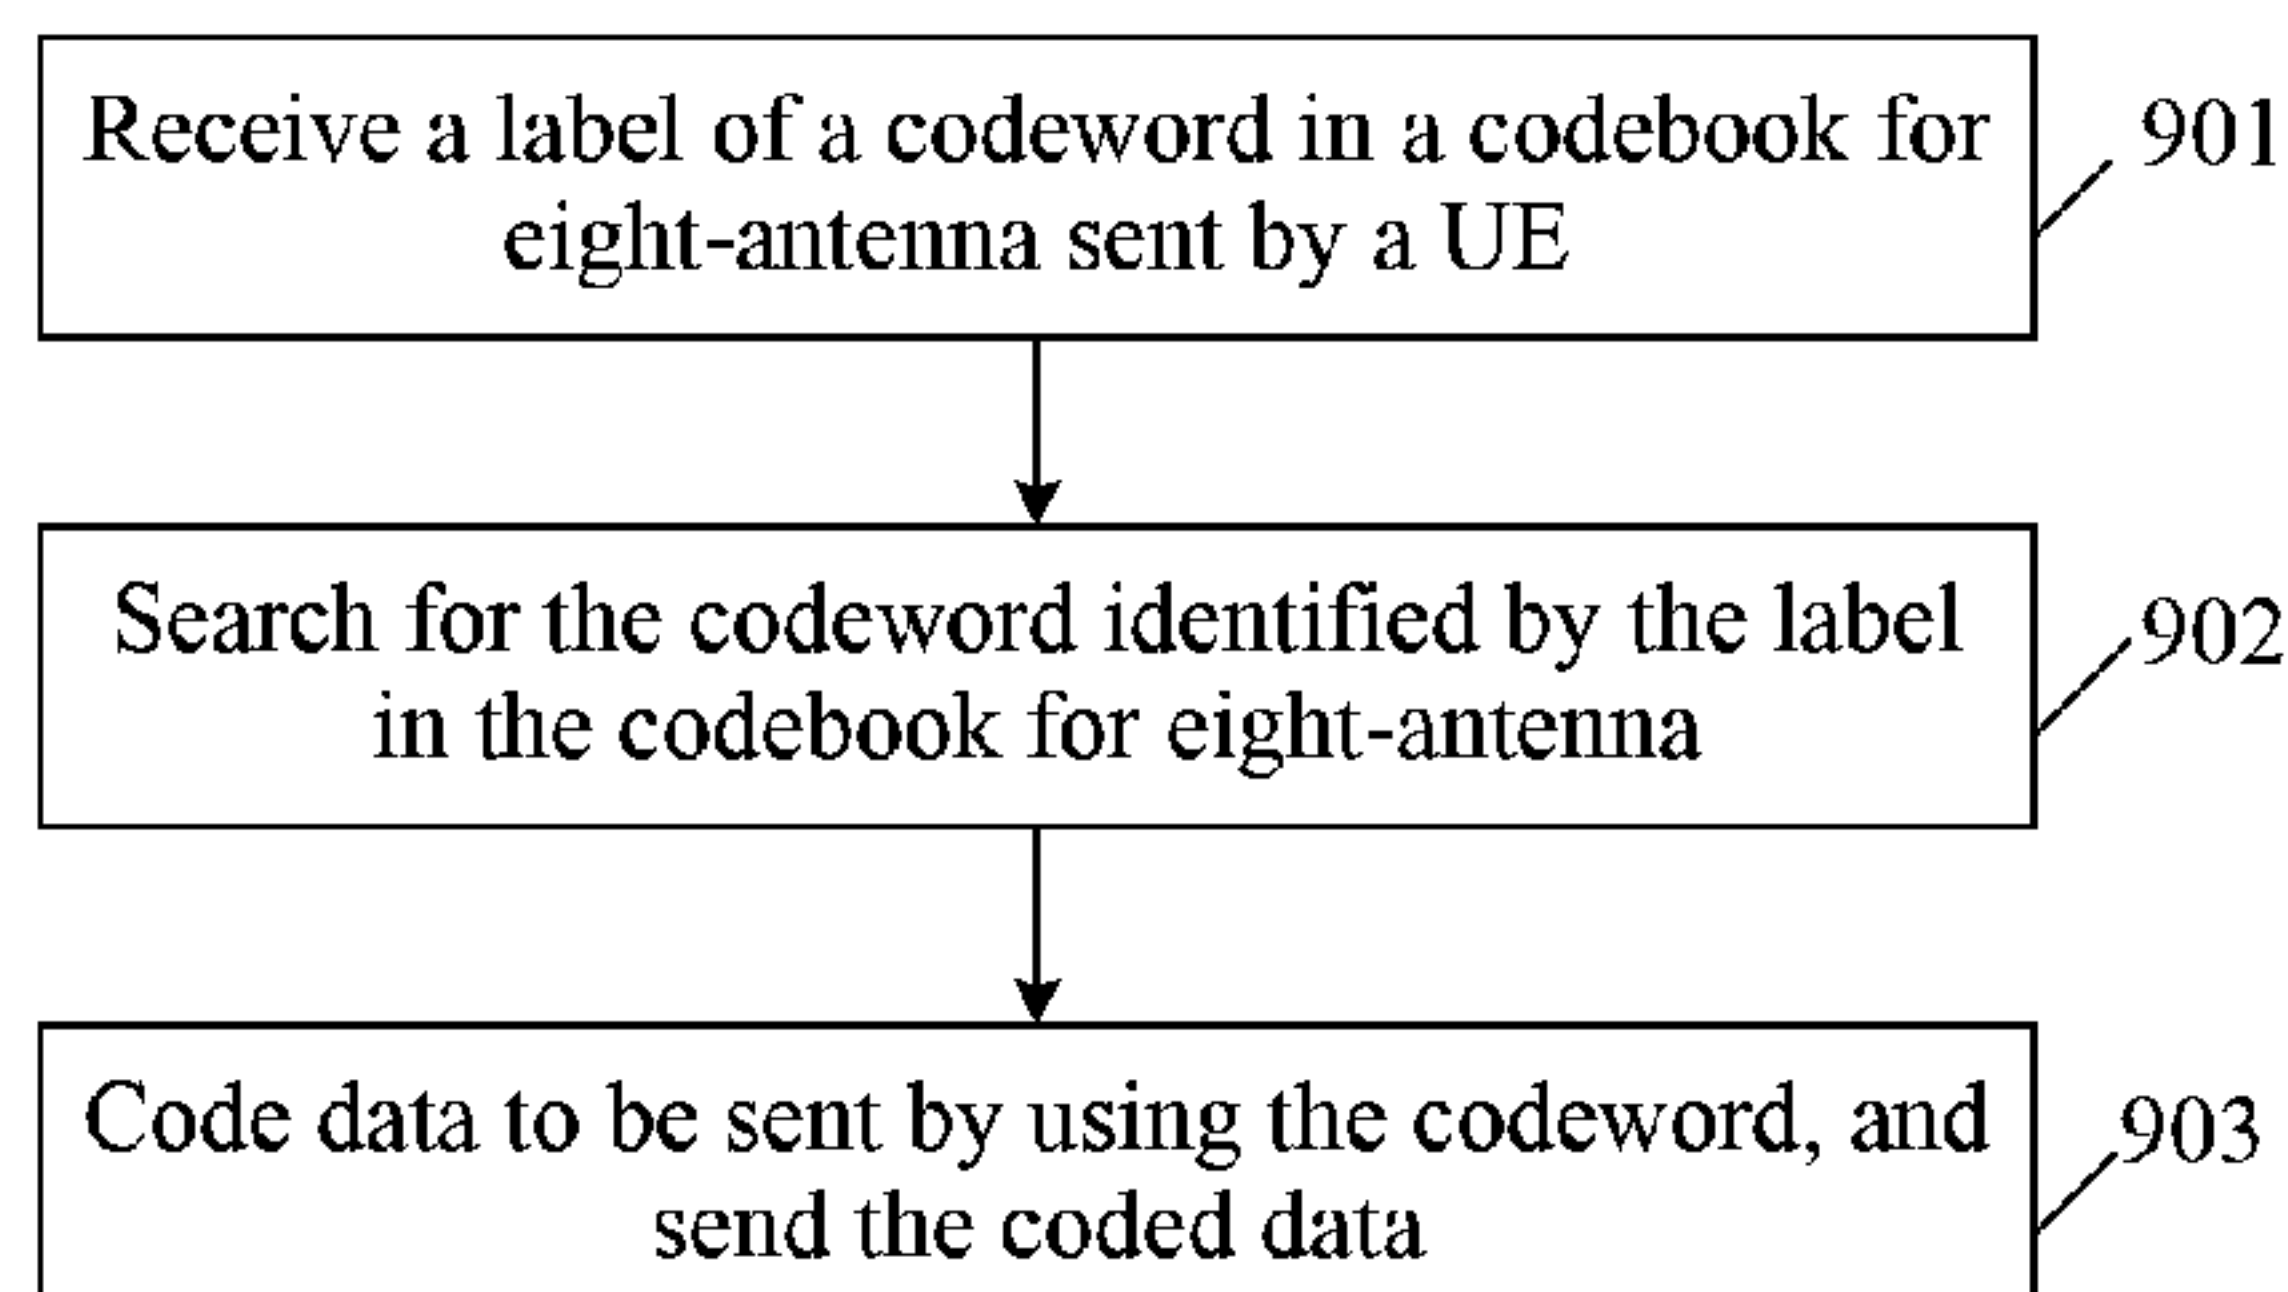 Receive a label of a codeword in a codebook for
eight-antenna sent by a UE
901
Search for the codeword identified by the label
in the codebook for eight-antenna
902
Code data to be sent by using the codeword, and
send the coded data
903